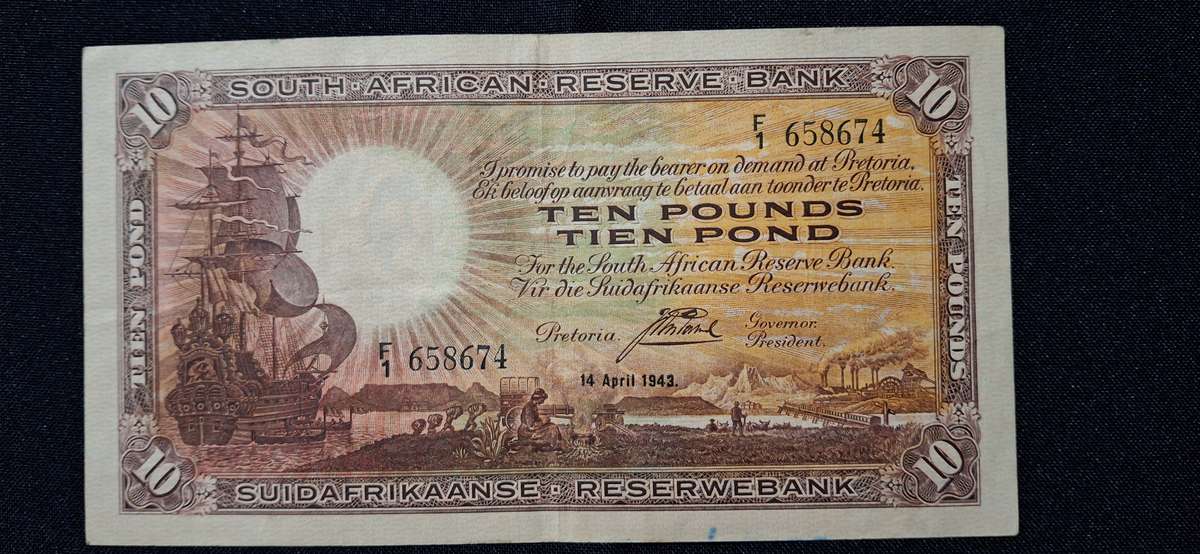 SOUTH·AFRICAN·RESERVE·BANK
10
10
F/1 658674
I promise to pay the bearer on demand at Pretoria.
Ek beloof op aanvraag te betaal aan toonder te Pretoria.
TEN POUNDS
TIEN POND
For the South African Reserve Bank
Vir die Suidafrikaanse Reserwebank.
Pretoria.
Governor.
President.
F/1 658674
14 April 1943.
TIEN POND
TEN POUNDS
10
10
SUIDAFRIKAANSE·RESERWEBANK